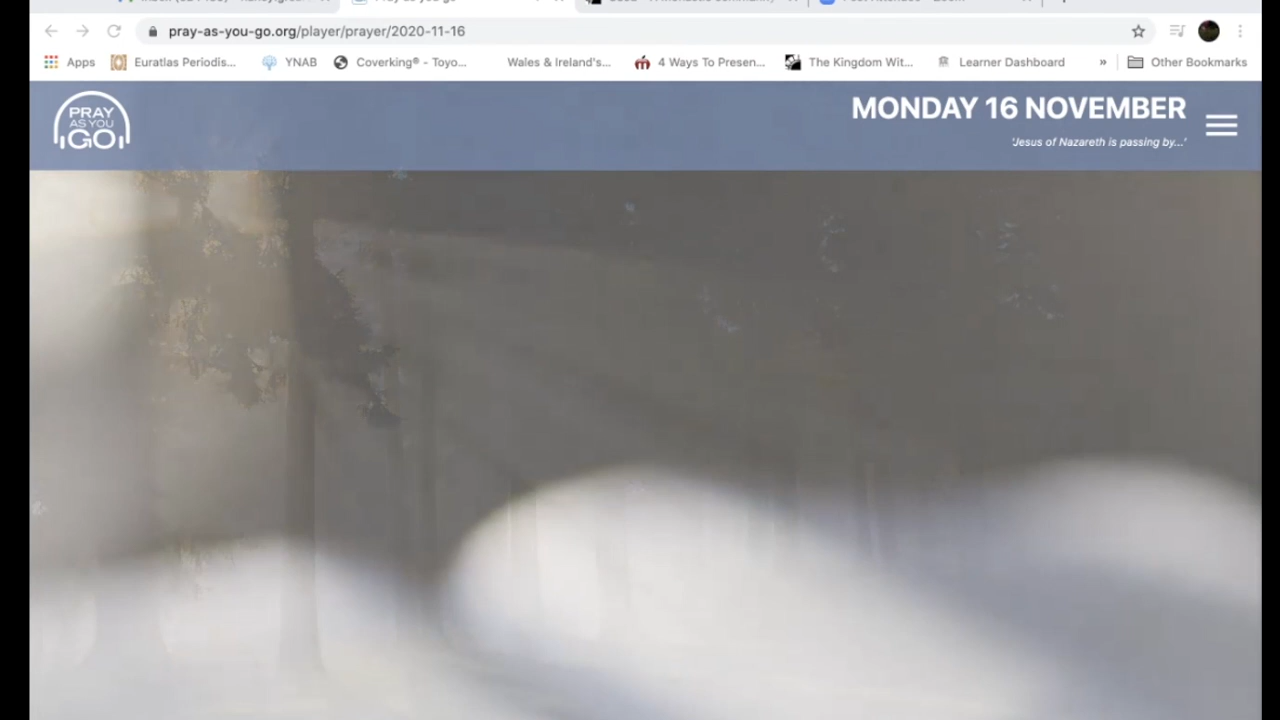 pray-as-you-go.org/player/prayer/2020-11-16
Apps Euratlas Periodis... YNAB Coverking® - Toyo... Wales & Ireland's... 4 Ways To Presen... The Kingdom Wit... Learner Dashboard » Other Bookmarks
PRAY
AS YOU
GO
MONDAY 16 NOVEMBER
'Jesus of Nazareth is passing by...'